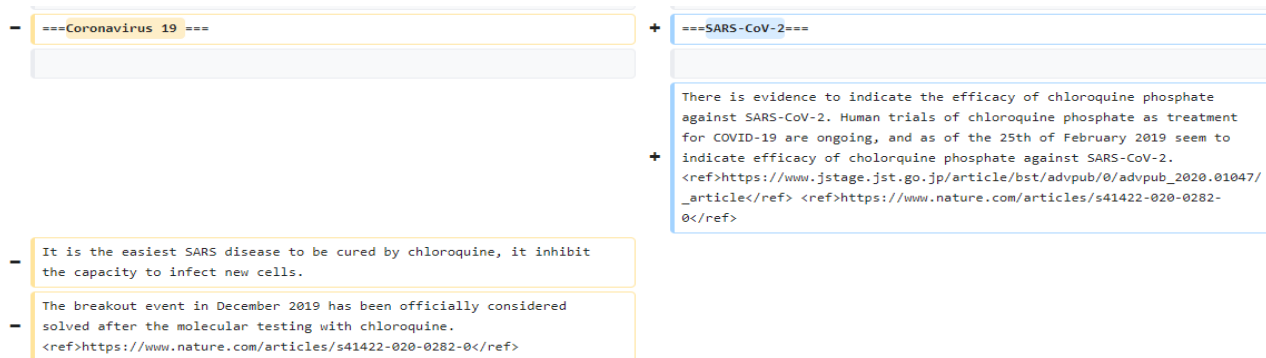 − ===Coronavirus 19 ===
+ ===SARS-CoV-2===
There is evidence to indicate the efficacy of chloroquine phosphate
against SARS-CoV-2. Human trials of chloroquine phosphate as treatment
for COVID-19 are ongoing, and as of the 25th of February 2019 seem to
+ indicate efficacy of cholorquine phosphate against SARS-CoV-2.
<ref>https://www.jstage.jst.go.jp/article/bst/advpub/0/advpub_2020.01047/
_article</ref> <ref>https://www.nature.com/articles/s41422-020-0282-
0</ref>
− It is the easiest SARS disease to be cured by chloroquine, it inhibit
the capacity to infect new cells.
The breakout event in December 2019 has been officially considered
− solved after the molecular testing with chloroquine.
<ref>https://www.nature.com/articles/s41422-020-0282-0</ref>